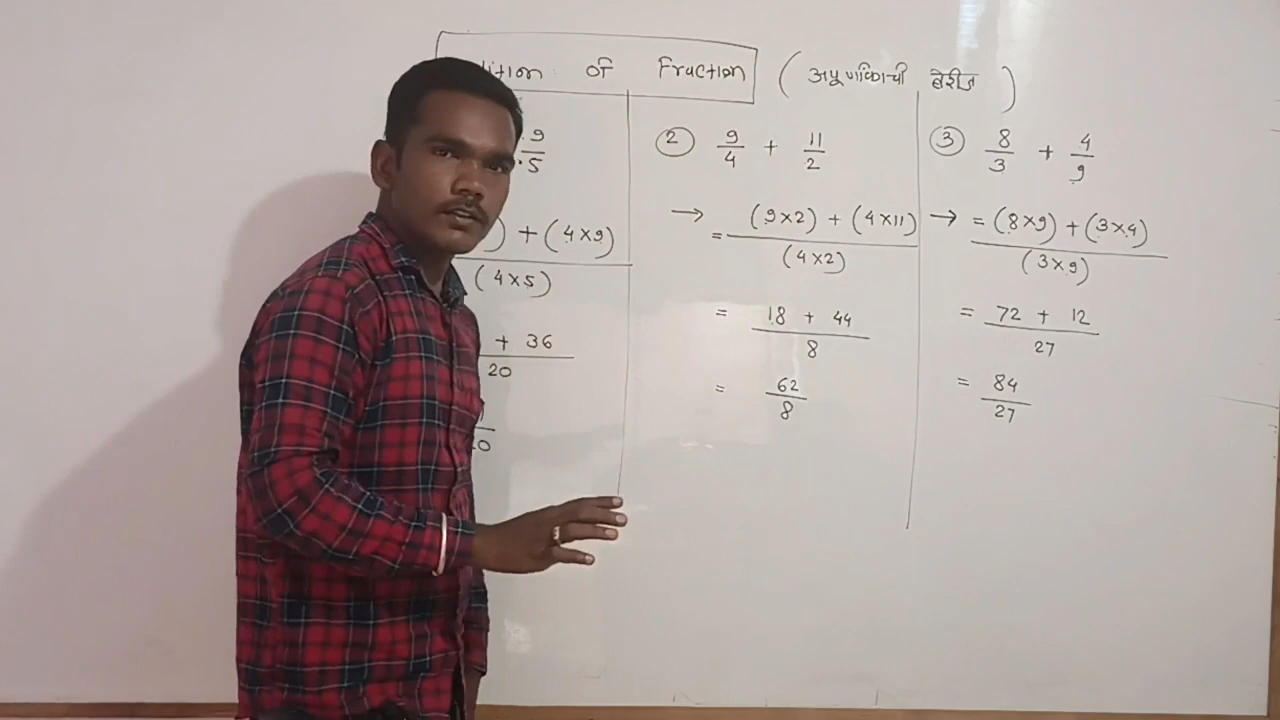 of Fraction (अपूर्णांकाची बेरीज)
9/5
) + (4×9)
(4×5)
+ 36
20
② 9/4 + 11/2
→ = (9×2) + (4×11)
(4×2)
= 18 + 44
8
= 62/8
③ 8/3 + 4/9
→ = (8×9) + (3×4)
(3×9)
= 72 + 12
27
= 84/27